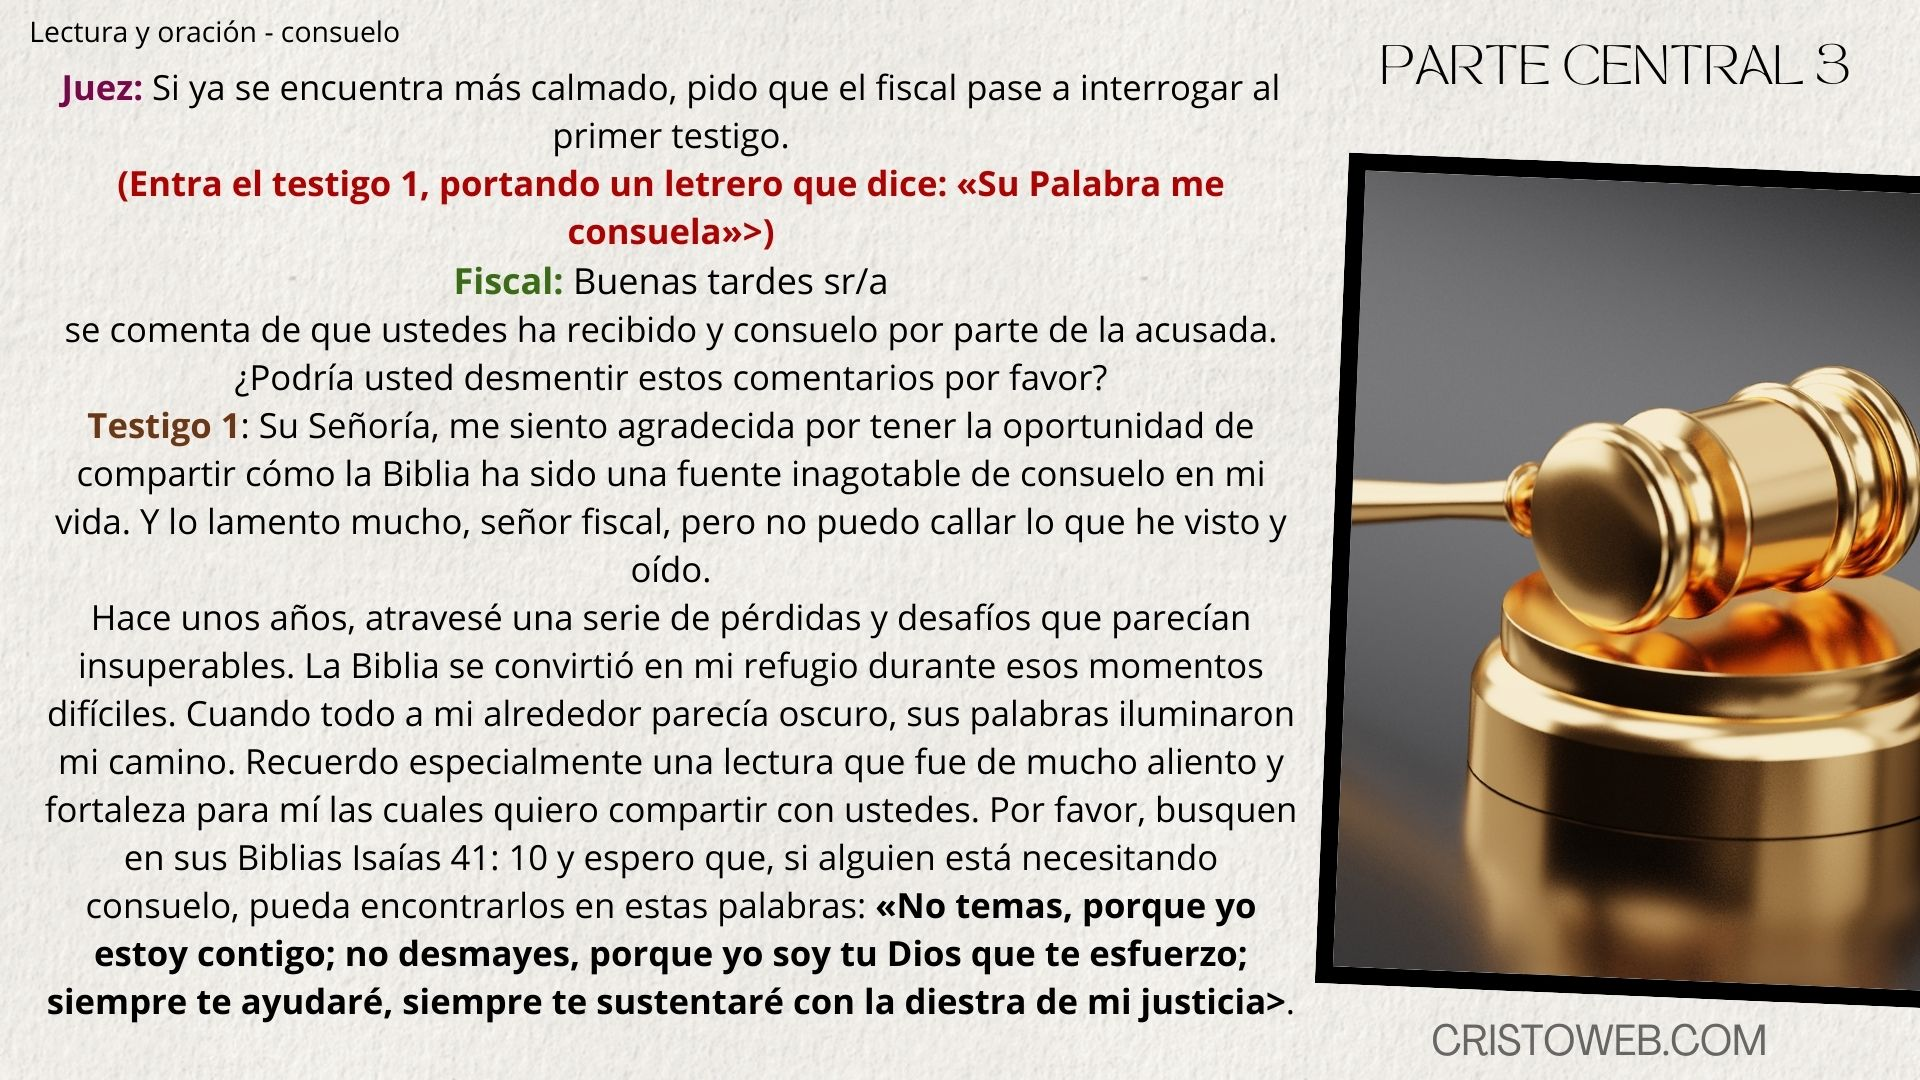 Lectura y oración - consuelo
PARTE CENTRAL 3
Juez: Si ya se encuentra más calmado, pido que el fiscal pase a interrogar al
primer testigo.
(Entra el testigo 1, portando un letrero que dice: «Su Palabra me
consuela»>)
Fiscal: Buenas tardes sr/a
se comenta de que ustedes ha recibido y consuelo por parte de la acusada.
¿Podría usted desmentir estos comentarios por favor?
Testigo 1: Su Señoría, me siento agradecida por tener la oportunidad de
compartir cómo la Biblia ha sido una fuente inagotable de consuelo en mi
vida. Y lo lamento mucho, señor fiscal, pero no puedo callar lo que he visto y
oído.
Hace unos años, atravesé una serie de pérdidas y desafíos que parecían
insuperables. La Biblia se convirtió en mi refugio durante esos momentos
difíciles. Cuando todo a mi alrededor parecía oscuro, sus palabras iluminaron
mi camino. Recuerdo especialmente una lectura que fue de mucho aliento y
fortaleza para mí las cuales quiero compartir con ustedes. Por favor, busquen
en sus Biblias Isaías 41: 10 y espero que, si alguien está necesitando
consuelo, pueda encontrarlos en estas palabras: «No temas, porque yo
estoy contigo; no desmayes, porque yo soy tu Dios que te esfuerzo;
siempre te ayudaré, siempre te sustentaré con la diestra de mi justicia>.
CRISTOWEB.COM